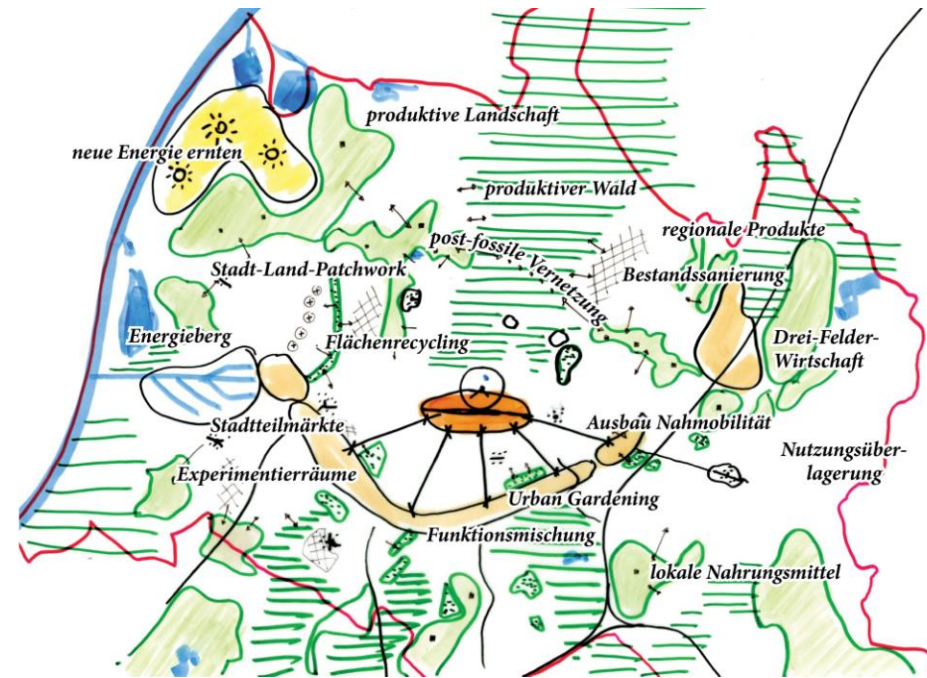 produktive Landschaft
neue Energie ernten
produktiver Wald
regionale Produkte
post-fossile Vernetzung
Stadt-Land-Patchwork
Bestandssanierung
Energieberg
Flächenrecycling
Drei-Felder-
Wirtschaft
Stadtteilmärkte
Ausbau Nahmobilität
Experimentierräume
Nutzungsüber-
lagerung
Urban Gardening
Funktionsmischung
lokale Nahrungsmittel